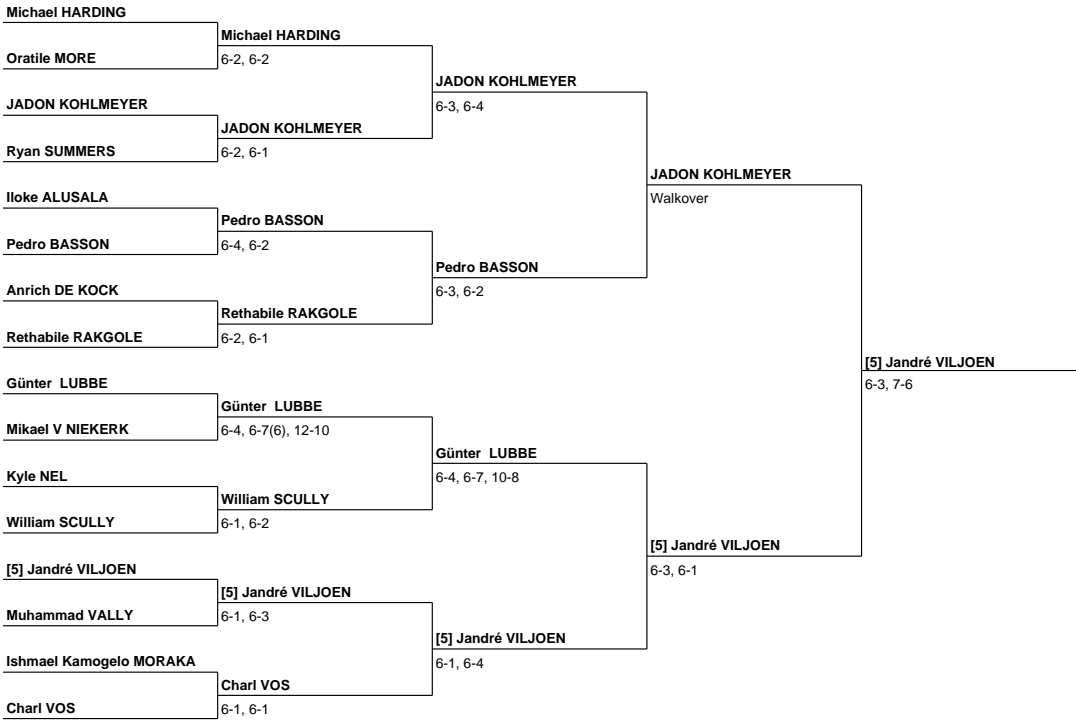 Michael HARDING
Oratile MORE
JADON KOHLMEYER
Ryan SUMMERS
Iloke ALUSALA
Pedro BASSON
Anrich DE KOCK
Rethabile RAKGOLE
Günter  LUBBE
Mikael V NIEKERK
Kyle NEL
William SCULLY
[5] Jandré VILJOEN
Muhammad VALLY
Ishmael Kamogelo MORAKA
Charl VOS
Michael HARDING
6-2, 6-2
JADON KOHLMEYER
6-2, 6-1
Pedro BASSON
6-4, 6-2
Rethabile RAKGOLE
6-2, 6-1
Günter  LUBBE
6-4, 6-7(6), 12-10
William SCULLY
6-1, 6-2
[5] Jandré VILJOEN
6-1, 6-3
Charl VOS
6-1, 6-1
JADON KOHLMEYER
6-3, 6-4
Pedro BASSON
6-3, 6-2
Günter  LUBBE
6-4, 6-7, 10-8
[5] Jandré VILJOEN
6-1, 6-4
JADON KOHLMEYER
Walkover
[5] Jandré VILJOEN
6-3, 6-1
[5] Jandré VILJOEN
6-3, 7-6